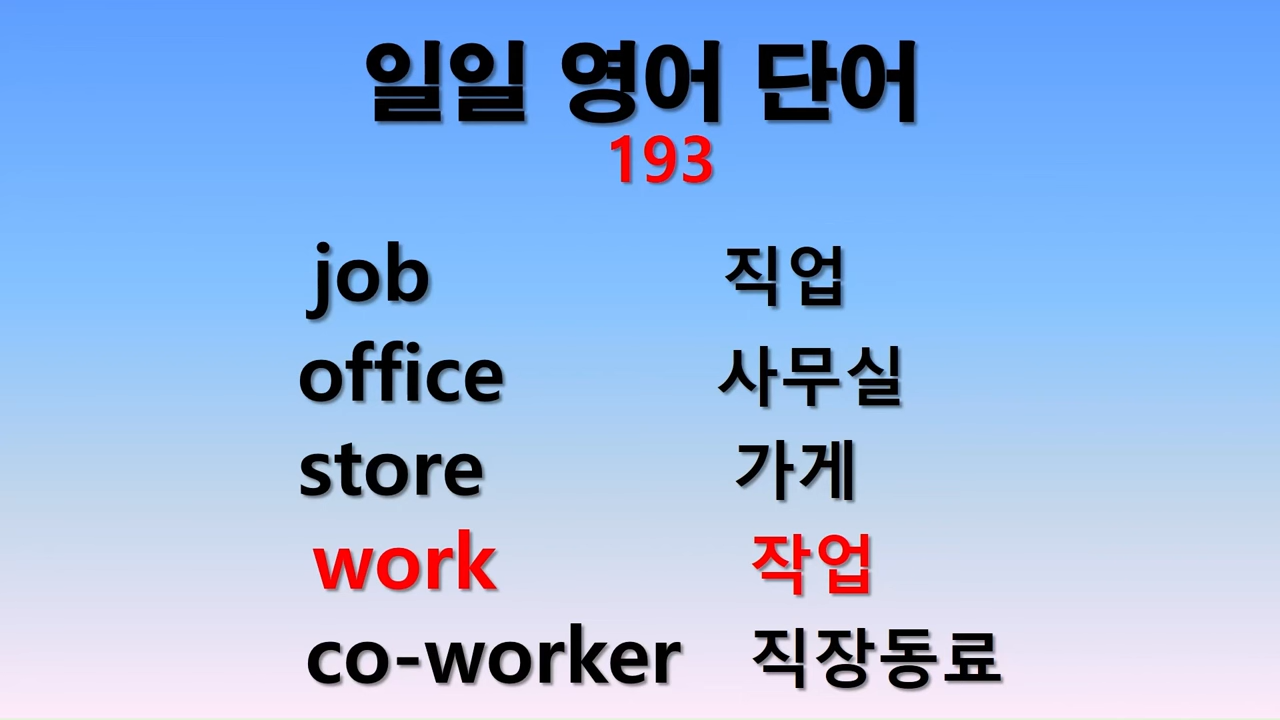 일일 영어 단어
193
job 직업
office 사무실
store 가게
work 작업
co-worker 직장동료